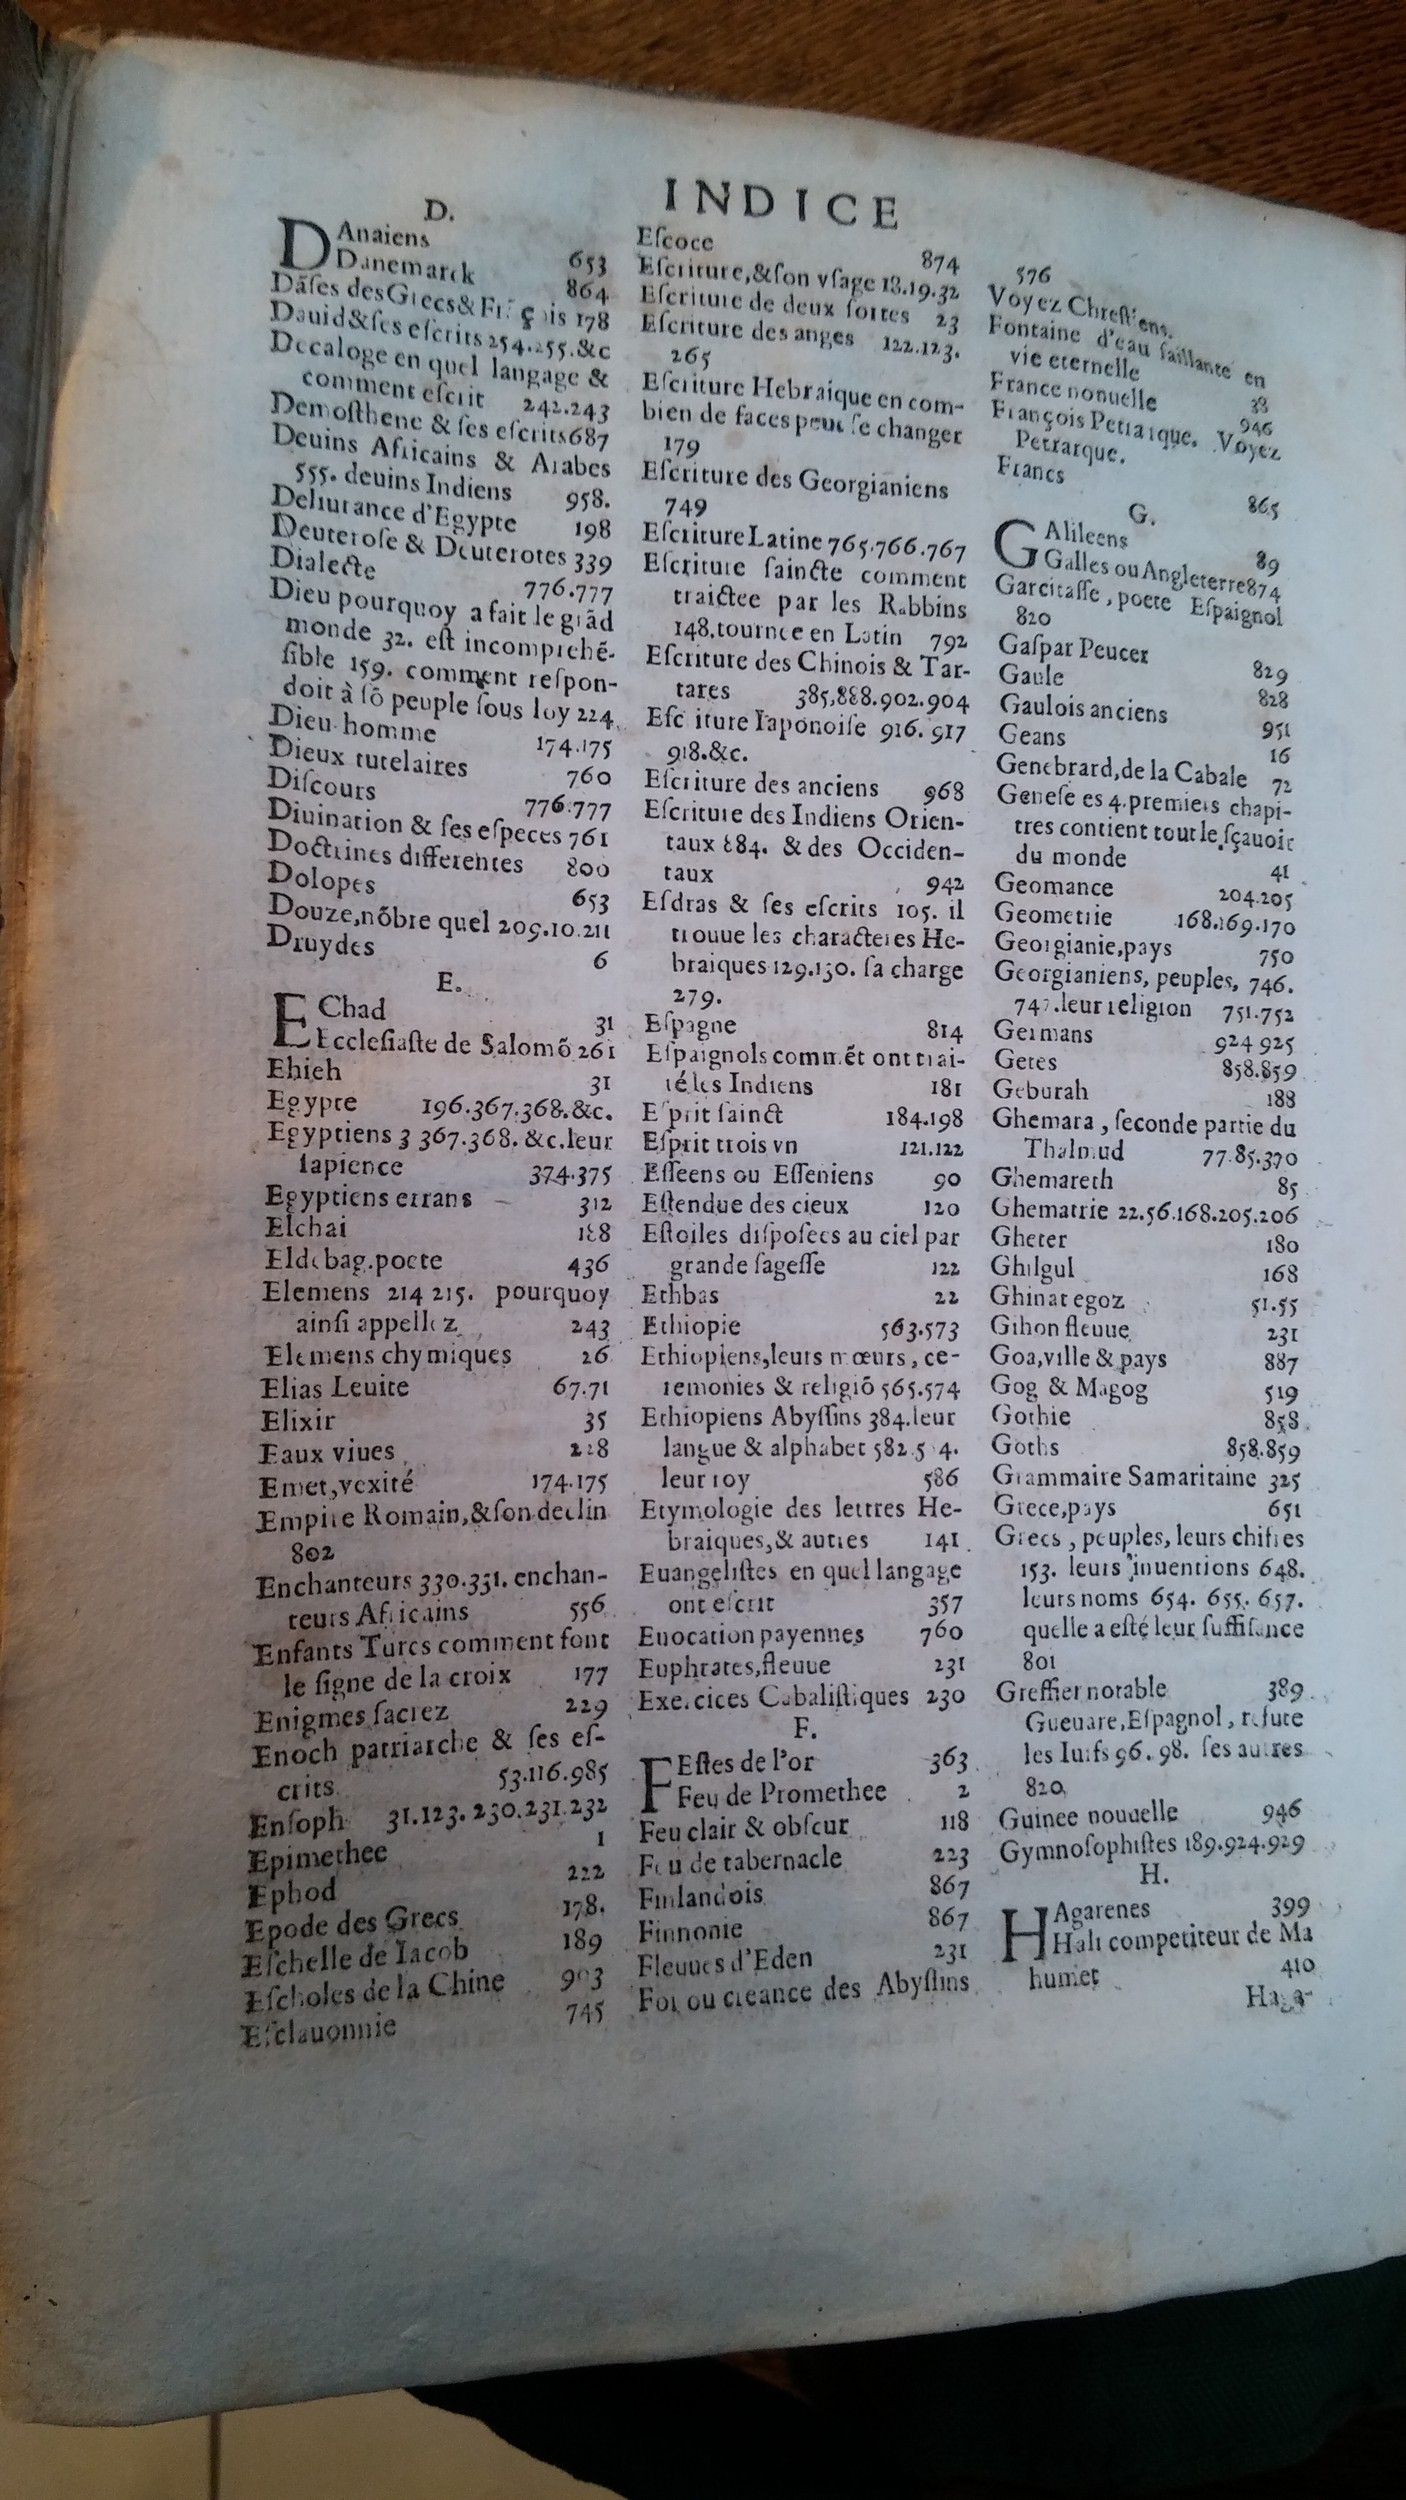 INDICE
D.
DAnaiens 653
Danemarck 864
Dãſes des Grecs & Frãçois 178
Dauid & ſes eſcrits 254.255.&c
Decaloge en quel langage &
comment eſcrit 242.243
Demoſthene & ſes eſcrits 687
Deuins Africains & Arabes
555. deuins Indiens 958.
Deliurance d'Egypte 198
Deuteroſe & Deuterotes 339
Dialecte 776.777
Dieu pourquoy a fait le grãd
monde 32. eſt incomprehẽ-
ſible 159. comment reſpon-
doit à ſõ peuple ſous loy 224.
Dieu homme 174.175
Dieux tutelaires 760
Diſcours 776.777
Diuination & ſes eſpeces 761
Doctrines differentes 800
Dolopes 653
Douze, nõbre quel 209.10.211
Druydes 6
E.
EChad 31
Eccleſiaſte de Salomõ 261
Ehieh 31
Egypte 196.367.368.&c.
Egyptiens 3 367.368. &c. leur
ſapience 374.375
Egyptiens errans 312
Elchai 188
Eldebag. poete 436
Elemens 214 215. pourquoy
ainſi appellez 243
Elemens chymiques 26
Elias Leuite 67.71
Elixir 35
Eaux viues 228
Emet, verité 174.175
Empire Romain, & ſon declin
802
Enchanteurs 330.331. enchan-
teurs Africains 556
Enfants Turcs comment font
le ſigne de la croix 177
Enigmes ſacrez 229
Enoch patriarche & ſes eſ-
crits 53.116.985
Enſoph 31.123.230.231.232
Epimethee 1
Ephod 222
Epode des Grecs 178.
Eſchelle de Iacob 189
Eſcholes de la Chine 903
Eſclauonnie 745
Eſcoce 874
Eſcriture, & ſon vſage 18.19.32
Eſcriture de deux ſortes 23
Eſcriture des anges 122.123.
265
Eſcriture Hebraique en com-
bien de faces peut ſe changer
179
Eſcriture des Georgianiens
749
Eſcriture Latine 765.766.767
Eſcriture ſaincte comment
traictee par les Rabbins
148. tournee en Latin 792
Eſcriture des Chinois & Tar-
tares 385.888.902.904
Eſc iture Iaponoiſe 916. 917
918.&c.
Eſcriture des anciens 968
Eſcriture des Indiens Orien-
taux 884. & des Occiden-
taux 942
Eſdras & ſes eſcrits 105. il
trouue les characteres He-
braiques 129.130. ſa charge
279.
Eſpagne 814
Eſpaignols commẽt ont trai-
té les Indiens 181
Eſprit ſainct 184.198
Eſprit trois vn 121.122
Eſſeens ou Eſſeniens 90
Eſtendue des cieux 120
Eſtoiles diſpoſees au ciel par
grande ſageſſe 122
Ethbas 22
Ethiopie 563.573
Ethiopiens, leurs mœurs, ce-
remonies & religiõ 565.574
Ethiopiens Abyſſins 384. leur
langue & alphabet 582.5 4.
leur roy 586
Etymologie des lettres He-
braiques, & autres 141
Euangeliſtes en quel langage
ont eſcrit 357
Euocation payennes 760
Euphrates, fleuue 231
Exercices Cabaliſtiques 230
F.
FEſtes de l'or 363
Feu de Promethee 2
Feu clair & obſcur 118
Feu de tabernacle 223
Finlandois 867
Finnonie 867
Fleuues d'Eden 231
Foi ou creance des Abyſſins
576
Voyez Chreſtiens.
Fontaine d'eau ſaillante en
vie eternelle 38
France nouuelle 946
François Petrarque. Voyez
Petrarque.
Francs 865
G.
GAlileens 89
Galles ou Angleterre 874
Garcitaſſe, poete Eſpaignol
820
Gaſpar Peucer 829
Gaule 828
Gaulois anciens 951
Geans 16
Genebrard, de la Cabale 72
Geneſe es 4. premiers chapi-
tres contient tout le ſçauoir
du monde 41
Geomance 204.205
Geometrie 168.169.170
Georgianie, pays 750
Georgianiens, peuples, 746.
747. leur religion 751.752
Germans 924 925
Getes 858.859
Geburah 188
Ghemara, ſeconde partie du
Thalmud 77.85.370
Ghemareth 85
Ghematrie 22.56.168.205.206
Gheter 180
Ghilgul 168
Ghinat egoz 51.55
Gihon fleuue 231
Goa, ville & pays 887
Gog & Magog 519
Gothie 858
Goths 858.859
Grammaire Samaritaine 325
Grece, pays 651
Grecs, peuples, leurs chifres
153. leurs inuentions 648.
leurs noms 654. 655. 657.
quelle a eſté leur ſuffiſance
801
Greffier notable 389
Gueuare, Eſpagnol, refute
les Iuifs 96. 98. ſes autres
820
Guinee nouuelle 946
Gymnoſophiſtes 189.924.929
H.
HAgarenes 399
Hali competiteur de Ma
humet 410
Haga-